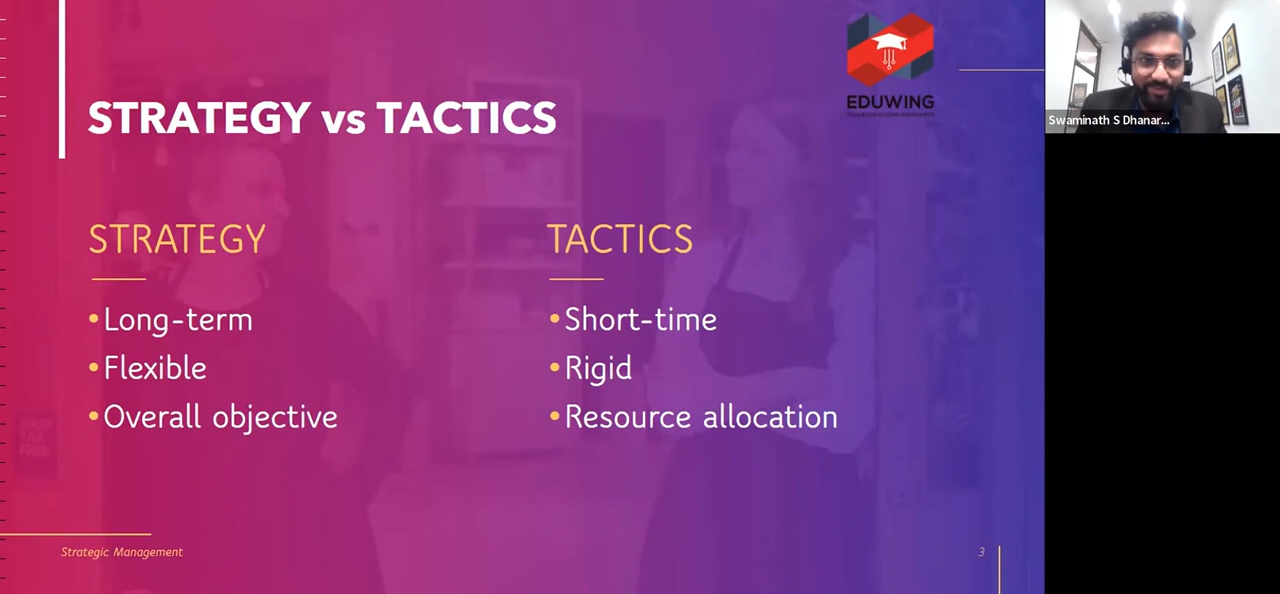 STRATEGY vs TACTICS
EDUWING
Swaminath S Dhanar...
STRATEGY
• Long-term
• Flexible
• Overall objective
TACTICS
• Short-time
• Rigid
• Resource allocation
Strategic Management
3